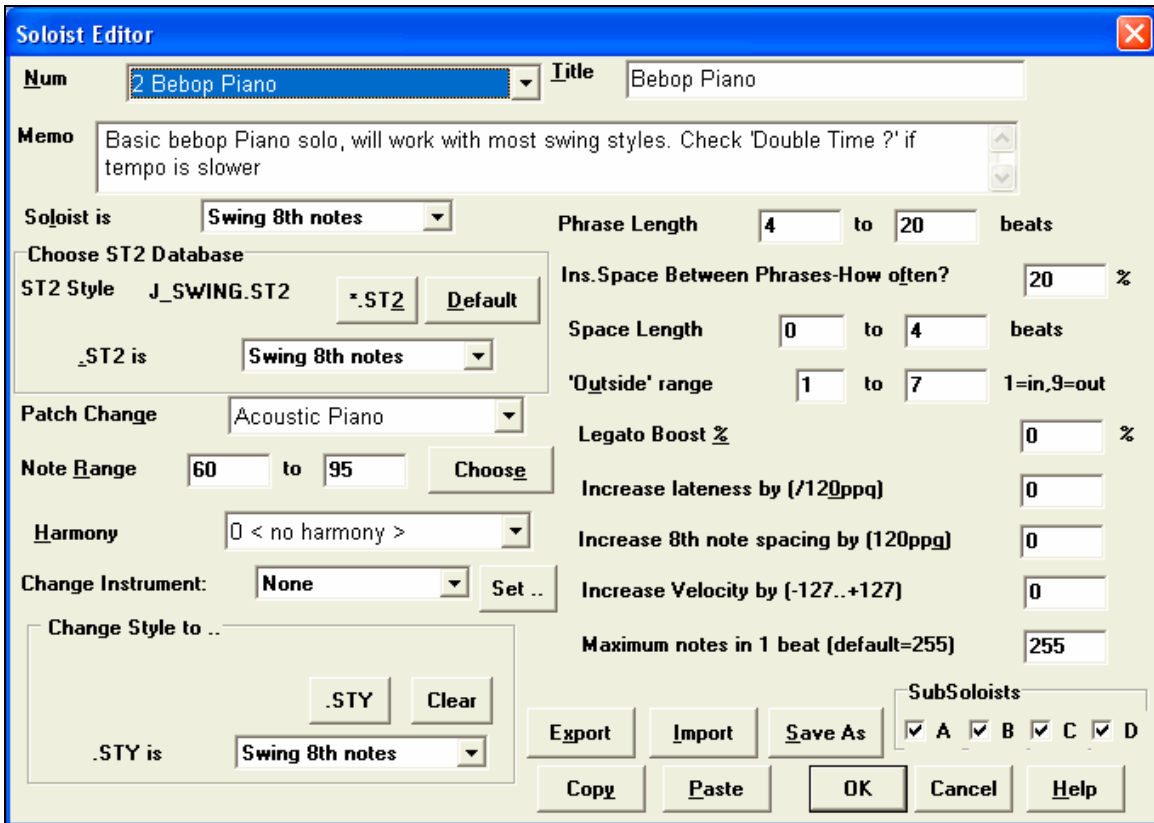 Soloist Editor
Num 2 Bebop Piano Title Bebop Piano
Memo Basic bebop Piano solo, will work with most swing styles. Check 'Double Time ?' if
tempo is slower
Soloist is Swing 8th notes
Choose ST2 Database
ST2 Style J_SWING.ST2 *.ST2 Default
.ST2 is Swing 8th notes
Patch Change Acoustic Piano
Note Range 60 to 95 Choose
Harmony 0 < no harmony >
Change Instrument: None Set ..
Change Style to ..
.STY Clear
.STY is Swing 8th notes
Phrase Length 4 to 20 beats
Ins.Space Between Phrases-How often? 20 %
Space Length 0 to 4 beats
'Outside' range 1 to 7 1=in,9=out
Legato Boost % 0 %
Increase lateness by (/120ppq) 0
Increase 8th note spacing by (120ppq) 0
Increase Velocity by (-127..+127) 0
Maximum notes in 1 beat (default=255) 255
SubSoloists
A B C D
Export Import Save As
Copy Paste OK Cancel Help